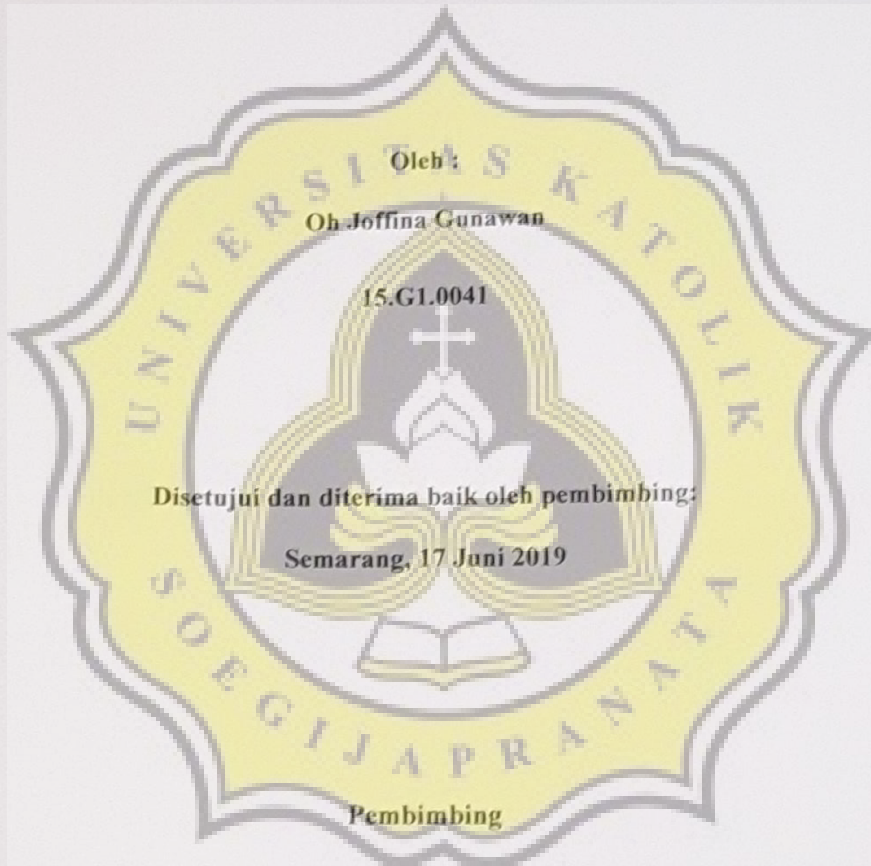 Oleh :
Oh Joffina Gunawan
15.G1.0041
Disetujui dan diterima baik oleh pembimbing:
Semarang, 17 Juni 2019
Pembimbing
UNIVERSITAS KATOLIK
SOEGIJAPRANATA